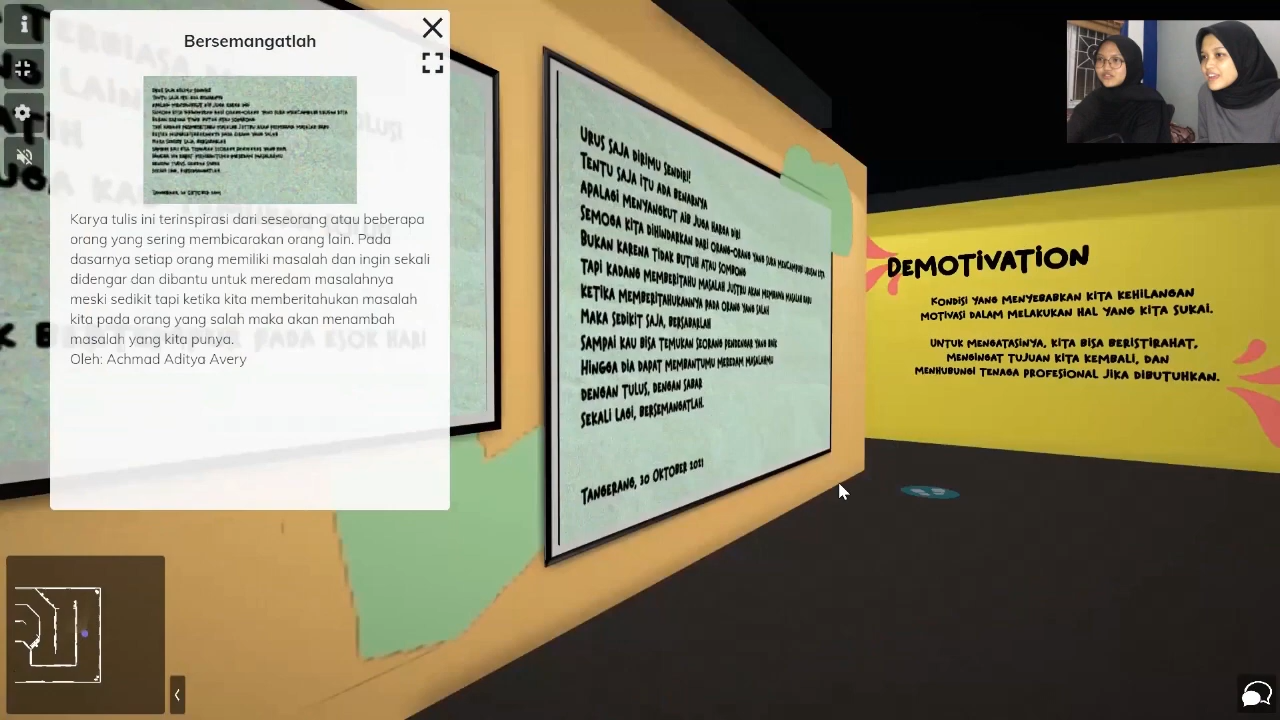 Bersemangatlah
Karya tulis ini terinspirasi dari seseorang atau beberapa
orang yang sering membicarakan orang lain. Pada
dasarnya setiap orang memiliki masalah dan ingin sekali
didengar dan dibantu untuk meredam masalahnya
meski sedikit tapi ketika kita memberitahukan masalah
kita pada orang yang salah maka akan menambah
masalah yang kita punya.
Oleh: Achmad Aditya Avery
URUS SAJA DIRIMU SENDIRI!
TENTU SAJA ITU ADA BENARNYA
APALAGI MENYANGKUT AIB JUGA HARGA DIRI
SEMOGA KITA DIHINDARKAN DARI ORANG-ORANG YANG SUKA MENCAMPURI URUSAN KITA
BUKAN KARENA TIDAK BUTUH ATAU SOMBONG
TAPI KADANG MEMBERITAHU MASALAH JUSTRU AKAN MEMBAWA MASALAH BARU
KETIKA MEMBERITAHUKANNYA PADA ORANG YANG SALAH
MAKA SEDIKIT SAJA, BERSABARLAH
SAMPAI KAU BISA TEMUKAN SEORANG PENDENGAR YANG BAIK
HINGGA DIA DAPAT MEMBANTUMU MEREDAM MASALAHMU
DENGAN TULUS, DENGAN SABAR
SEKALI LAGI, BERSEMANGATLAH.
TANGERANG, 30 OKTOBER 2021
DEMOTIVATION
KONDISI YANG MENYEBABKAN KITA KEHILANGAN
MOTIVASI DALAM MELAKUKAN HAL YANG KITA SUKAI.
UNTUK MENGATASINYA, KITA BISA BERISTIRAHAT,
MENGINGAT TUJUAN KITA KEMBALI, DAN
MENHUBUNGI TENAGA PROFESIONAL JIKA DIBUTUHKAN.